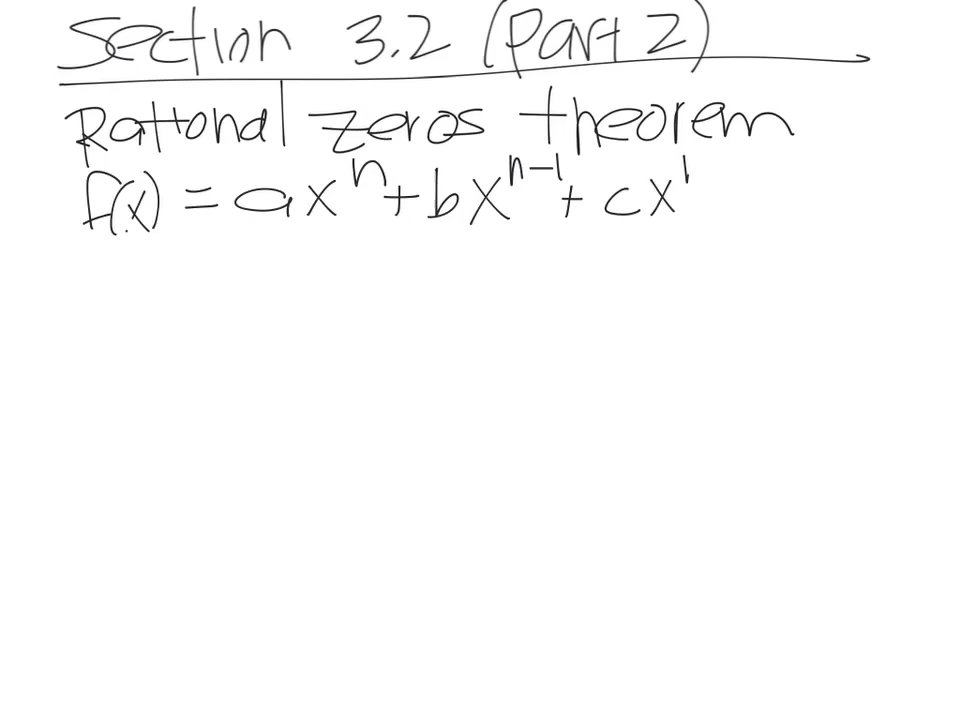 Section 3.2 (Part 2)
Rational zeros theorem
f(x) = ax^n + bx^{n-1} + cx^1